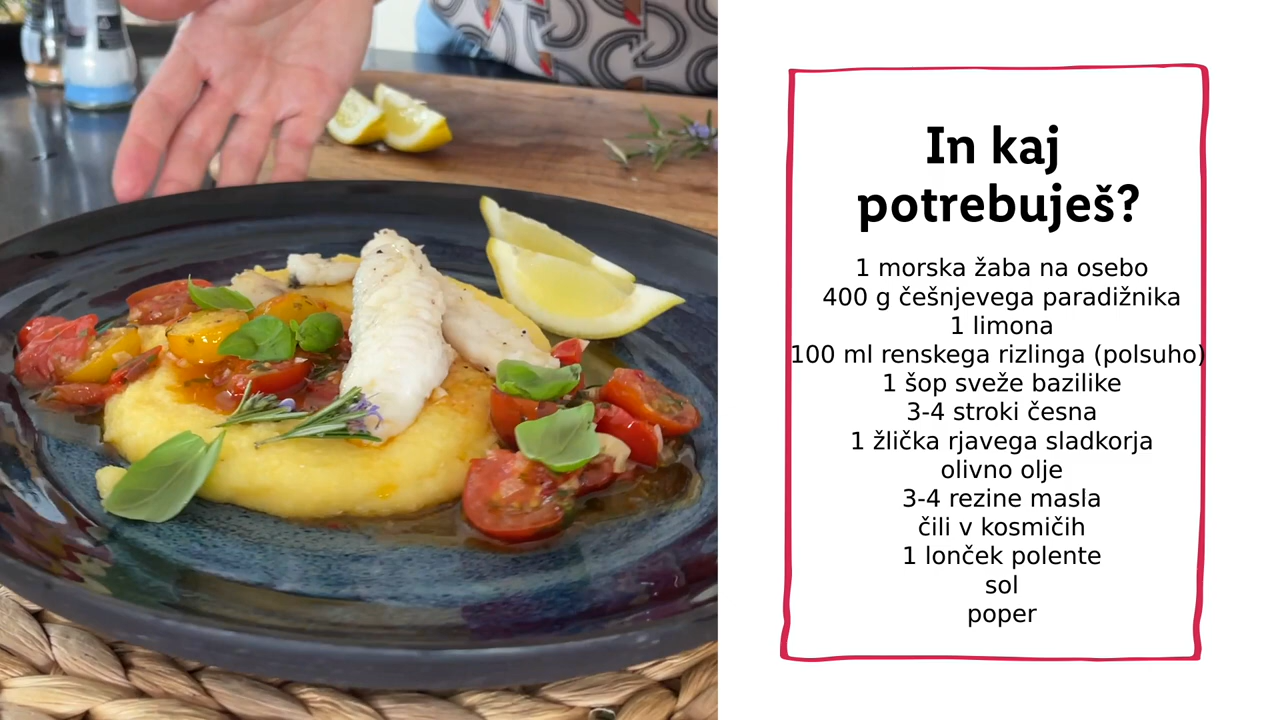 In kaj
potrebuješ?
1 morska žaba na osebo
400 g češnjevega paradižnika
1 limona
100 ml renskega rizlinga (polsuho)
1 šop sveže bazilike
3-4 stroki česna
1 žlička rjavega sladkorja
olivno olje
3-4 rezine masla
čili v kosmičih
1 lonček polente
sol
poper